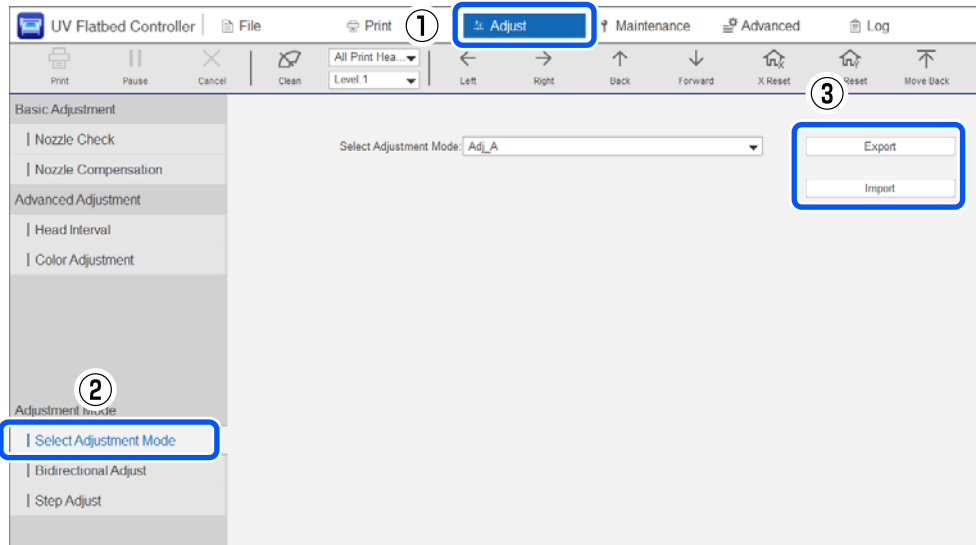 UV Flatbed Controller File Print ① Adjust Maintenance Advanced Log
All Print Hea...
Level 1
Print Pause Cancel Clean Left Right Back Forward X Reset Reset Move Back
③
Basic Adjustment
Nozzle Check
Nozzle Compensation
Advanced Adjustment
Head Interval
Color Adjustment
Select Adjustment Mode: Adj_A
Export
Import
②
Adjustment Mode
Select Adjustment Mode
Bidirectional Adjust
Step Adjust